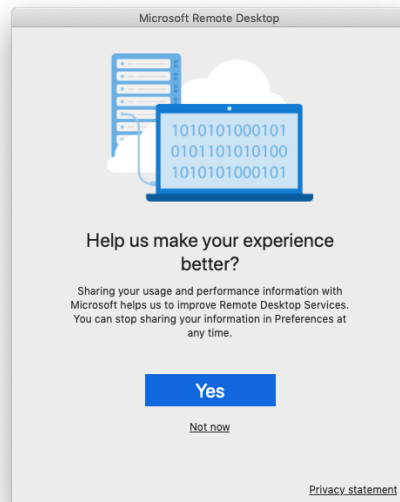 Microsoft Remote Desktop
1010101000101
0101101010100
1010101000101
Help us make your experience
better?
Sharing your usage and performance information with
Microsoft helps us to improve Remote Desktop Services.
You can stop sharing your information in Preferences at
any time.
Yes
Not now
Privacy statement